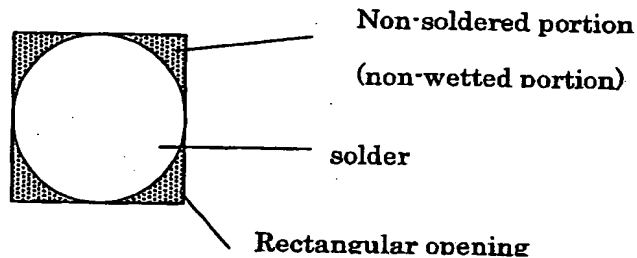 Non-soldered portion
(non-wetted portion)
solder
Rectangular opening